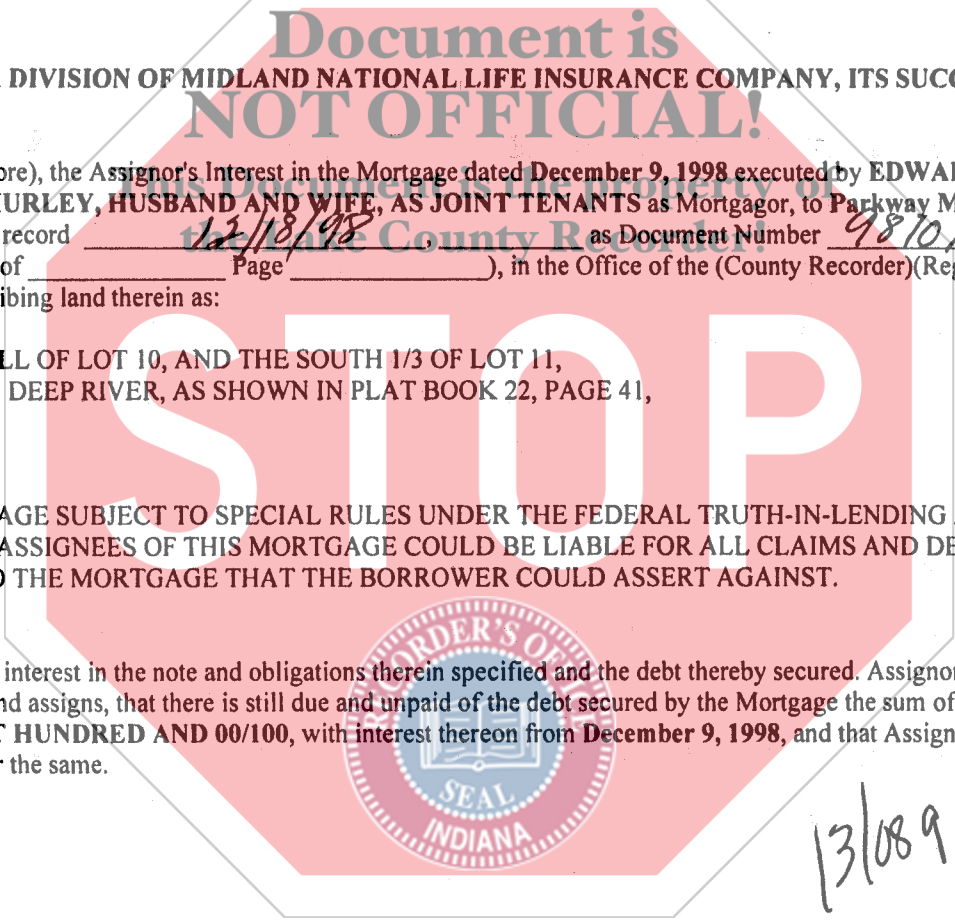 Document is
DIVISION OF MIDLAND NATIONAL LIFE INSURANCE COMPANY, ITS SUCC
NOT OFFICIAL!
ore), the Assignor's Interest in the Mortgage dated December 9, 1998 executed by EDWA
This Document is the property of
URLEY, HUSBAND AND WIFE, AS JOINT TENANTS as Mortgagor, to Parkway M
record 12/18/98 , as Document Number 9810
the Lake County Recorder!
of Page ), in the Office of the (County Recorder)(Reg
ibing land therein as:
LL OF LOT 10, AND THE SOUTH 1/3 OF LOT 11,
DEEP RIVER, AS SHOWN IN PLAT BOOK 22, PAGE 41,
STOP
AGE SUBJECT TO SPECIAL RULES UNDER THE FEDERAL TRUTH-IN-LENDING
ASSIGNEES OF THIS MORTGAGE COULD BE LIABLE FOR ALL CLAIMS AND DE
THE MORTGAGE THAT THE BORROWER COULD ASSERT AGAINST.
RECORDER'S OFFICE
interest in the note and obligations therein specified and the debt thereby secured. Assignor
nd assigns, that there is still due and unpaid of the debt secured by the Mortgage the sum of
T HUNDRED AND 00/100, with interest thereon from December 9, 1998, and that Assign
the same.
SEAL
INDIANA
13/089